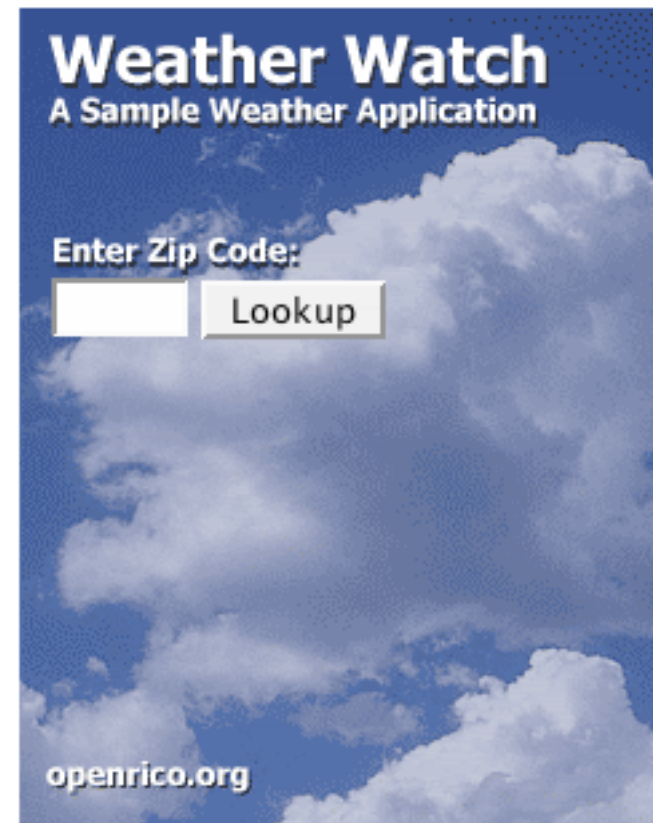 Weather Watch
A Sample Weather Application
Enter Zip Code:
Lookup
openrico.org